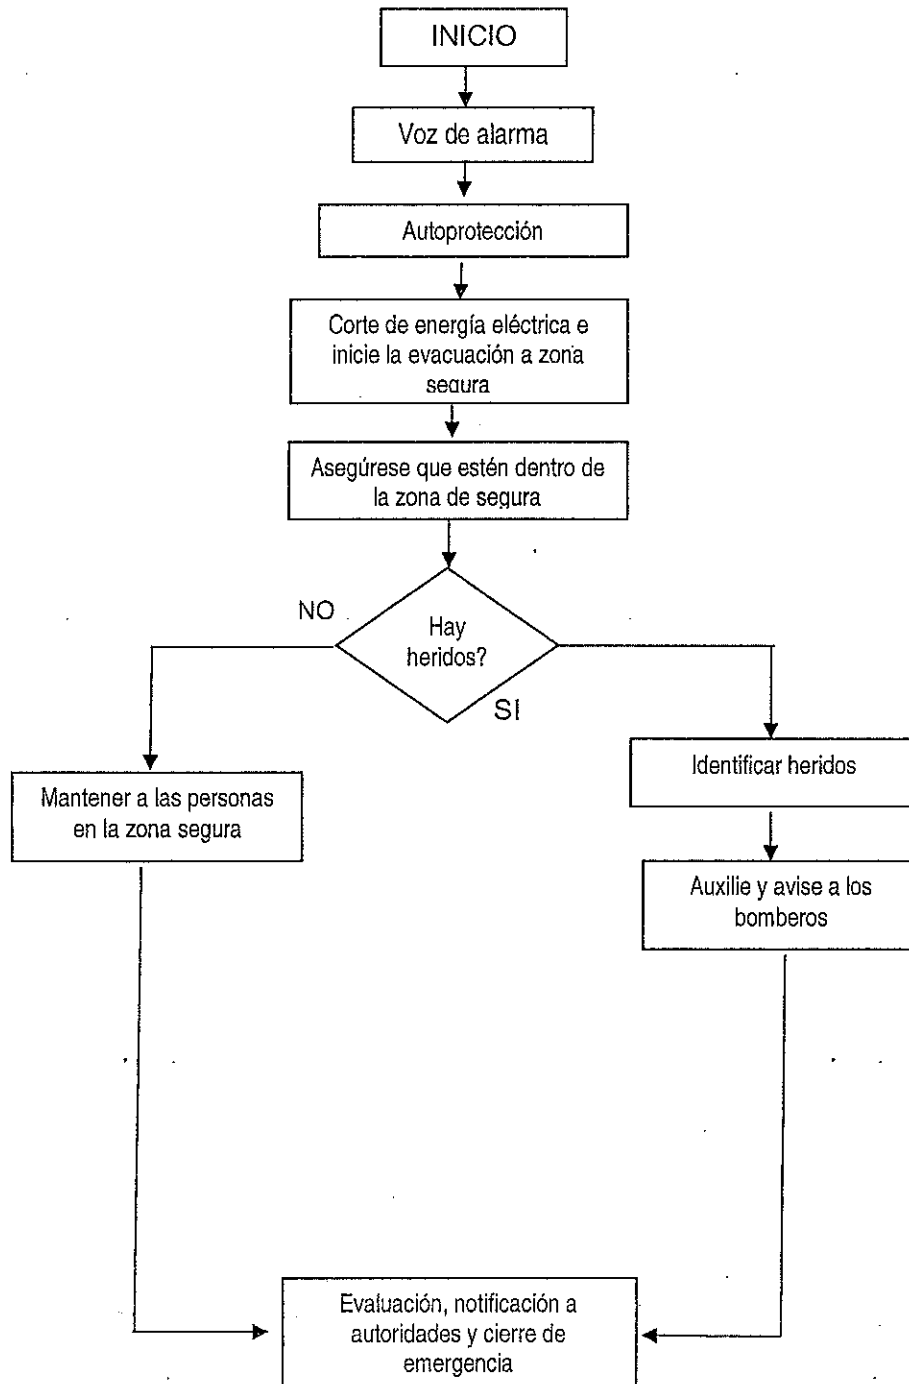 INICIO
Voz de alarma
Autoprotección
Corte de energía eléctrica e
inicie la evacuación a zona
segura
Asegúrese que estén dentro de
la zona de segura
NO
Hay
heridos?
SI
Identificar heridos
Mantener a las personas
en la zona segura
Auxilie y avise a los
bomberos
Evaluación, notificación a
autoridades y cierre de
emergencia